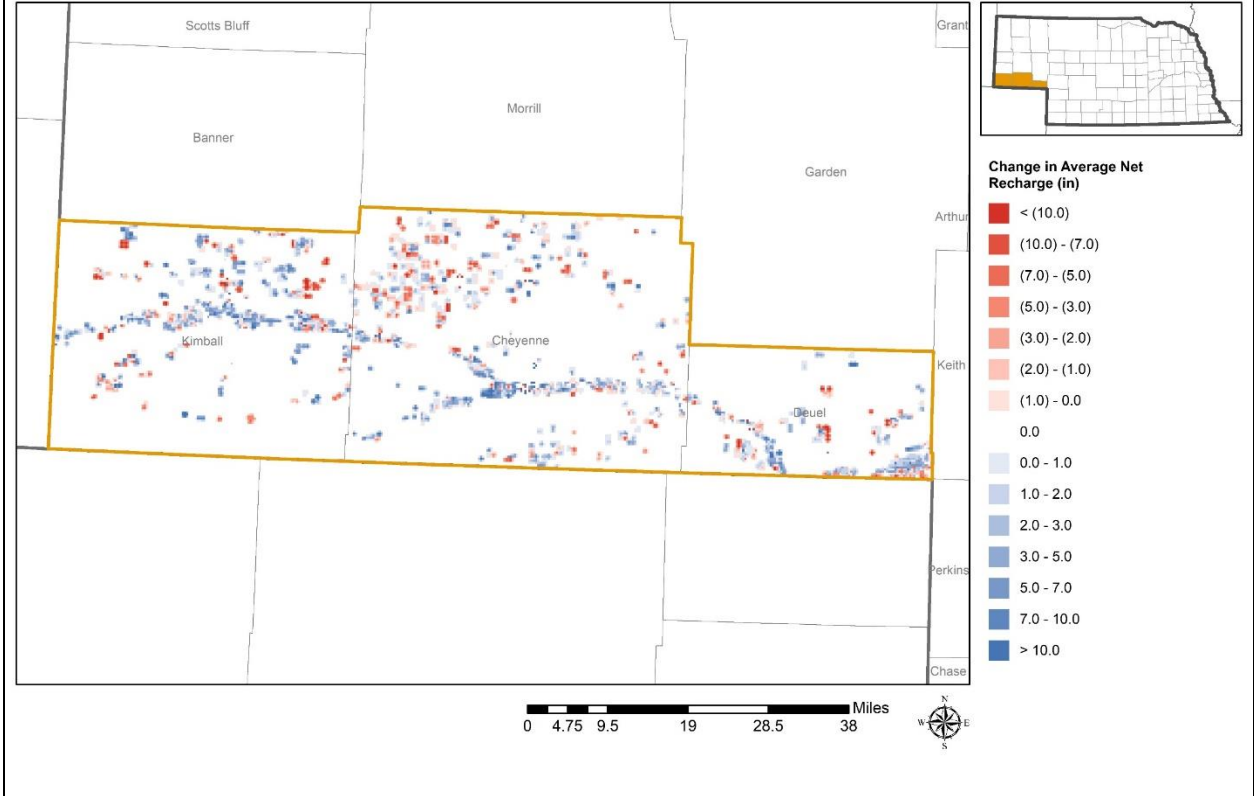 Scotts Bluff
Grant
Morrill
Banner
Garden
Arthur
Kimball
Cheyenne
Keith
Deuel
Perkins
Chase
Change in Average Net
Recharge (in)
< (10.0)
(10.0) - (7.0)
(7.0) - (5.0)
(5.0) - (3.0)
(3.0) - (2.0)
(2.0) - (1.0)
(1.0) - 0.0
0.0
0.0 - 1.0
1.0 - 2.0
2.0 - 3.0
3.0 - 5.0
5.0 - 7.0
7.0 - 10.0
> 10.0
Miles
0 4.75 9.5 19 28.5 38
N
W E
S